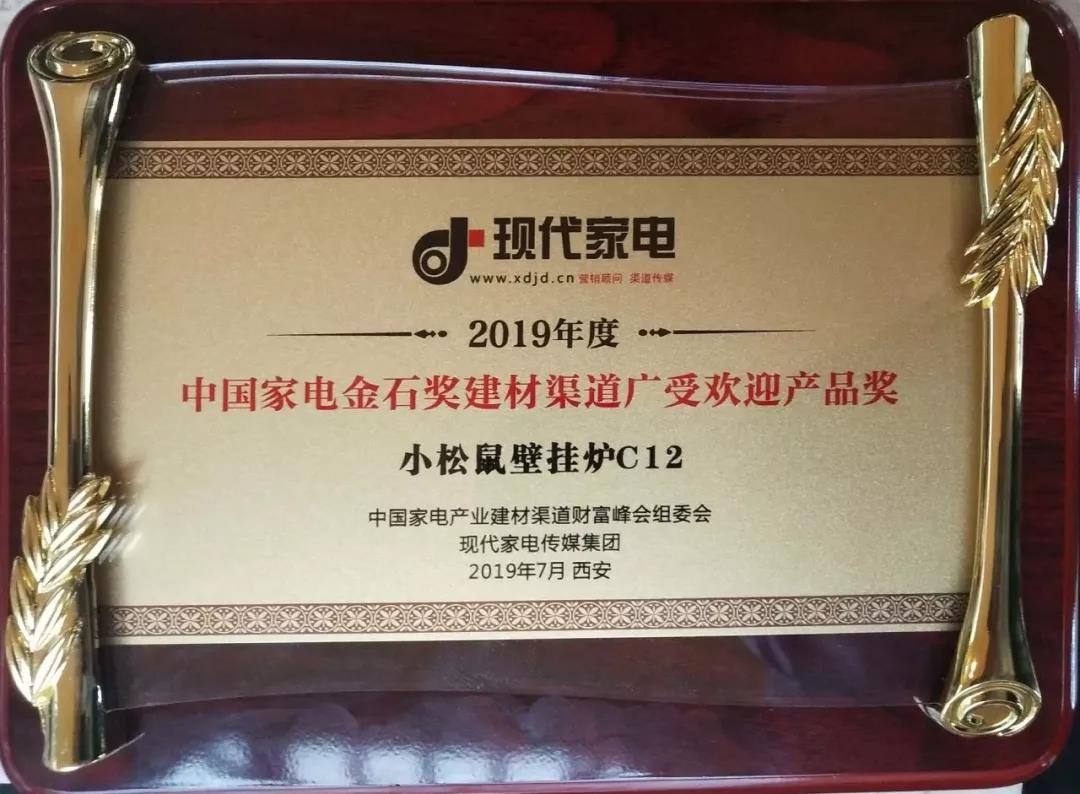 现代家电
www.xdjd.cn 营销顾问 渠道传媒
2019年度
中国家电金石奖建材渠道广受欢迎产品奖
小松鼠壁挂炉C12
中国家电产业建材渠道财富峰会组委会
现代家电传媒集团
2019年7月 西安